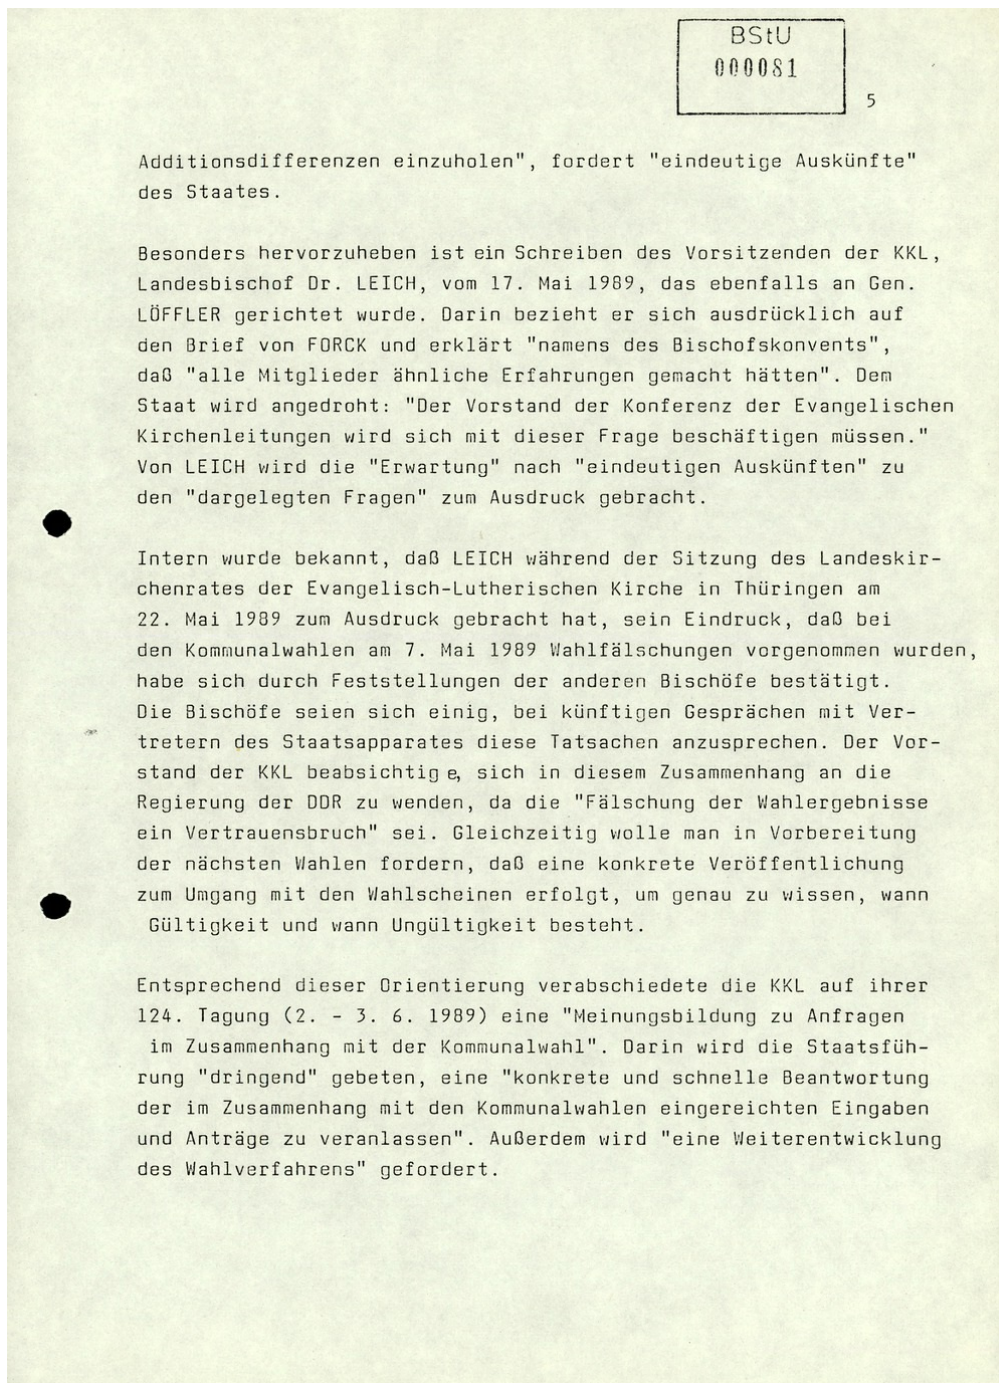 BStU
000081
5
Additionsdifferenzen einzuholen", fordert "eindeutige Auskünfte"
des Staates.
Besonders hervorzuheben ist ein Schreiben des Vorsitzenden der KKL,
Landesbischof Dr. LEICH, vom 17. Mai 1989, das ebenfalls an Gen.
LÖFFLER gerichtet wurde. Darin bezieht er sich ausdrücklich auf
den Brief von FORCK und erklärt "namens des Bischofskonvents",
daß "alle Mitglieder ähnliche Erfahrungen gemacht hätten". Dem
Staat wird angedroht: "Der Vorstand der Konferenz der Evangelischen
Kirchenleitungen wird sich mit dieser Frage beschäftigen müssen."
Von LEICH wird die "Erwartung" nach "eindeutigen Auskünften" zu
den "dargelegten Fragen" zum Ausdruck gebracht.
Intern wurde bekannt, daß LEICH während der Sitzung des Landeskir-
chenrates der Evangelisch-Lutherischen Kirche in Thüringen am
22. Mai 1989 zum Ausdruck gebracht hat, sein Eindruck, daß bei
den Kommunalwahlen am 7. Mai 1989 Wahlfälschungen vorgenommen wurden,
habe sich durch Feststellungen der anderen Bischöfe bestätigt.
Die Bischöfe seien sich einig, bei künftigen Gesprächen mit Ver-
tretern des Staatsapparates diese Tatsachen anzusprechen. Der Vor-
stand der KKL beabsichtige, sich in diesem Zusammenhang an die
Regierung der DDR zu wenden, da die "Fälschung der Wahlergebnisse
ein Vertrauensbruch" sei. Gleichzeitig wolle man in Vorbereitung
der nächsten Wahlen fordern, daß eine konkrete Veröffentlichung
zum Umgang mit den Wahlscheinen erfolgt, um genau zu wissen, wann
Gültigkeit und wann Ungültigkeit besteht.
Entsprechend dieser Orientierung verabschiedete die KKL auf ihrer
124. Tagung (2. - 3. 6. 1989) eine "Meinungsbildung zu Anfragen
im Zusammenhang mit der Kommunalwahl". Darin wird die Staatsfüh-
rung "dringend" gebeten, eine "konkrete und schnelle Beantwortung
der im Zusammenhang mit den Kommunalwahlen eingereichten Eingaben
und Anträge zu veranlassen". Außerdem wird "eine Weiterentwicklung
des Wahlverfahrens" gefordert.